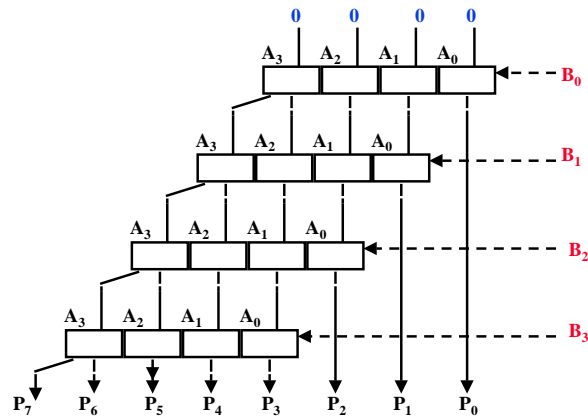 0 0 0 0
A₃ A₂ A₁ A₀
B₀
A₃ A₂ A₁ A₀
B₁
A₃ A₂ A₁ A₀
B₂
A₃ A₂ A₁ A₀
B₃
P₇ P₆ P₅ P₄ P₃ P₂ P₁ P₀